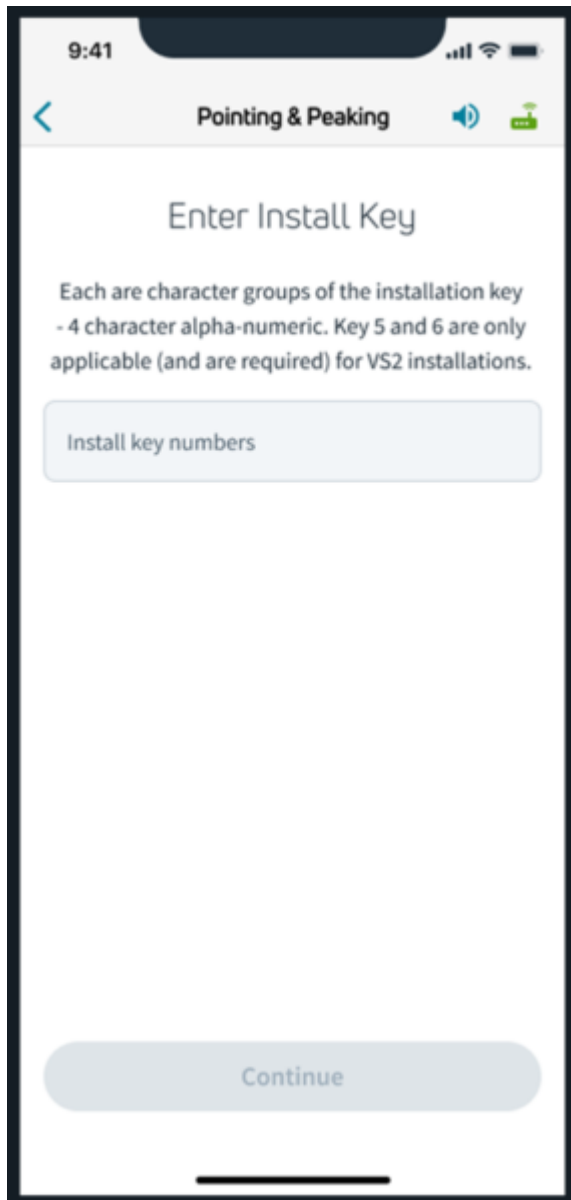 9:41
Pointing & Peaking
Enter Install Key
Each are character groups of the installation key
- 4 character alpha-numeric. Key 5 and 6 are only
applicable (and are required) for VS2 installations.
Install key numbers
Continue